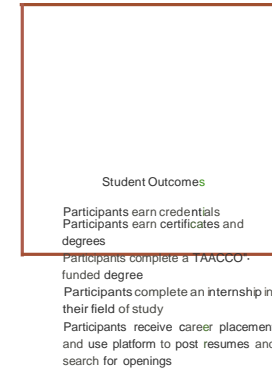 Student Outcomes
Participants earn credentials
Participants earn certificates and
degrees
Participants complete a TAACCO"-
funded degree
Participants complete an internship in
their field of study
Participants receive career placemen
and use platform to post resumes and
search for openings